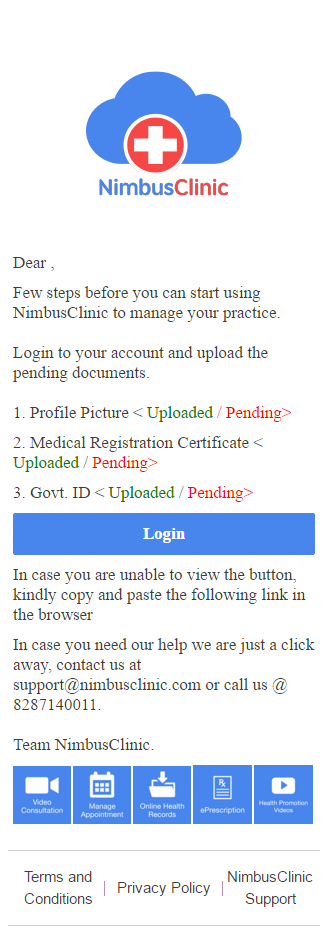 NimbusClinic
Dear ,
Few steps before you can start using
NimbusClinic to manage your practice.
Login to your account and upload the
pending documents.
1. Profile Picture < Uploaded / Pending>
2. Medical Registration Certificate <
Uploaded / Pending>
3. Govt. ID < Uploaded / Pending>
Login
In case you are unable to view the button,
kindly copy and paste the following link in
the browser
In case you need our help we are just a click
away, contact us at
support@nimbusclinic.com or call us @
8287140011.
Team NimbusClinic.
Video
Consultation
Manage
Appointment
Online Health
Records
Rx
ePrescription
Health Promotion
Videos
Terms and
Conditions
| Privacy Policy |
NimbusClinic
Support